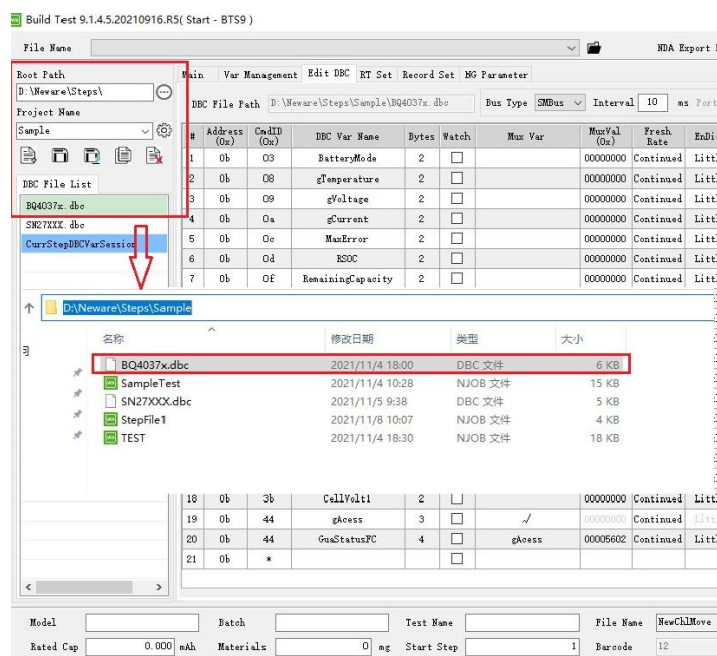 Build Test 9.1.4.5.20210916.R5( Start - BTS9 )
File Name
NDA Export
Root Path
D:\Neware\Steps\
Project Name
Sample
DBC File List
BQ4037x.dbc
SN27XXX.dbc
CurrStepDBCVarSession
Main Var Management Edit DBC RT Set Record Set NG Parameter
DBC File Path D:\Neware\Steps\Sample\BQ4037x.dbc Bus Type SMBus Interval 10 ms Port
# Address (0x) CmdID (0x) DBC Var Name Bytes Watch Mux Var MuxVal (0x) Fresh Rate EnDi
1 0b 03 BatteryMode 2 00000000 Continued Litt
2 0b 08 gTemperature 2 00000000 Continued Litt
3 0b 09 gVoltage 2 00000000 Continued Litt
4 0b 0a gCurrent 2 00000000 Continued Litt
5 0b 0c MaxError 2 00000000 Continued Litt
6 0b 0d RSOC 2 00000000 Continued Litt
7 0b 0f RemainingCapacity 2 00000000 Continued Litt
D:\Neware\Steps\Sample
名称 修改日期 类型 大小
BQ4037x.dbc 2021/11/4 18:00 DBC 文件 6 KB
SampleTest 2021/11/4 10:28 NJOB 文件 15 KB
SN27XXX.dbc 2021/11/5 9:38 DBC 文件 5 KB
StepFile1 2021/11/8 10:07 NJOB 文件 4 KB
TEST 2021/11/4 18:30 NJOB 文件 18 KB
18 0b 3b CellVolt1 2 00000000 Continued Litt
19 0b 44 gAcess 3 √ 00000000 Continued Litt
20 0b 44 GuaStatusFC 4 gAcess 00005602 Continued Litt
21 0b *
Model Batch Test Name File Name NewChlMove
Rated Cap 0.000 mAh Materials 0 mg Start Step 1 Barcode 12